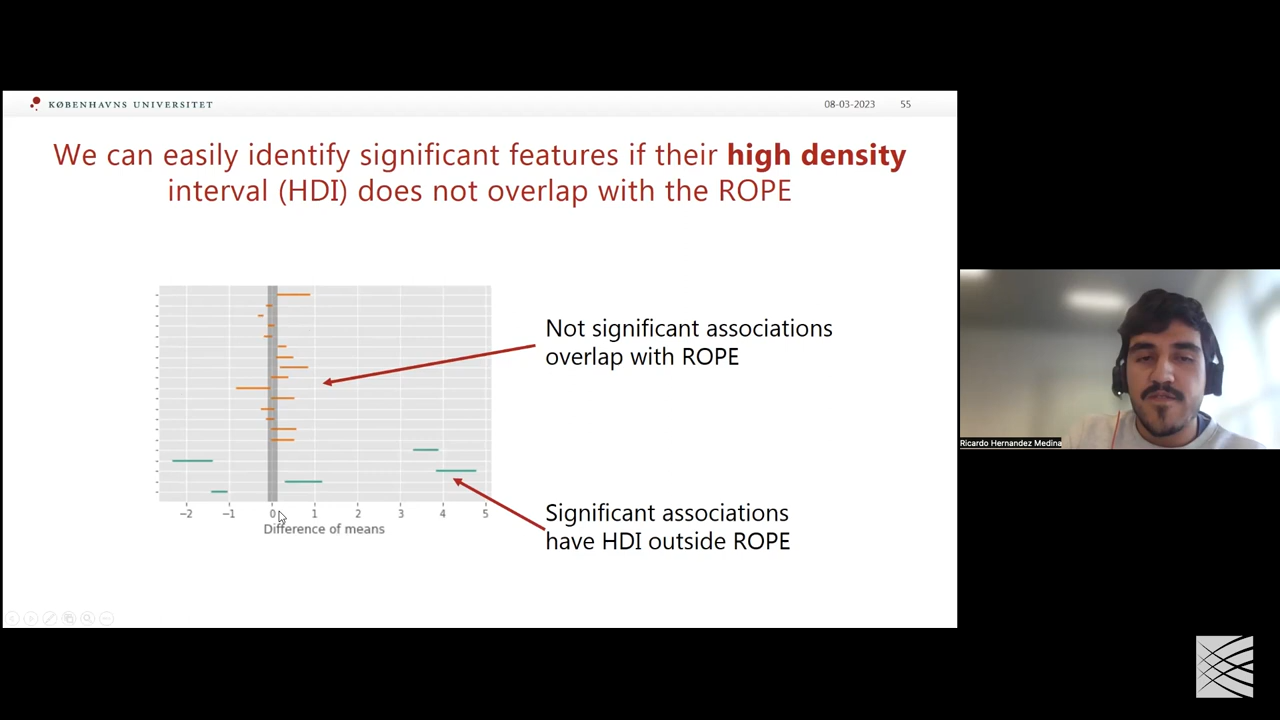 KØBENHAVNS UNIVERSITET
08-03-2023
55
We can easily identify significant features if their high density
interval (HDI) does not overlap with the ROPE
Not significant associations
overlap with ROPE
Significant associations
have HDI outside ROPE
−2 −1 0 1 2 3 4 5
Difference of means
Ricardo Hernandez Medina